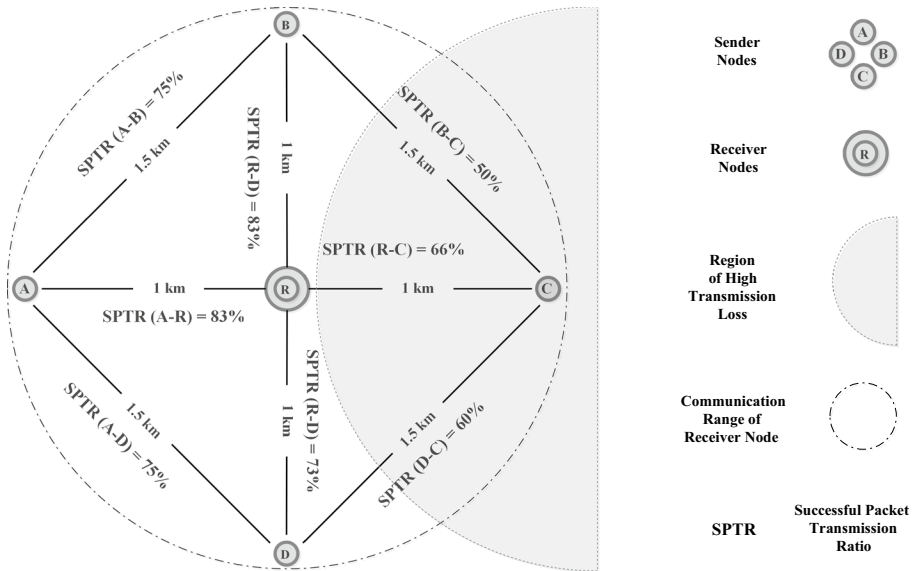 B
SPTR (A-B) = 75%
1.5 km
1 km
SPTR (R-D) = 83%
SPTR (B-C) = 50%
1.5 km
SPTR (R-C) = 66%
A
1 km
R
1 km
C
SPTR (A-R) = 83%
1.5 km
SPTR (A-D) = 75%
1 km
SPTR (R-D) = 73%
1.5 km
SPTR (D-C) = 60%
D
Sender
Nodes
A
D
B
C
Receiver
Nodes
R
Region
of High
Transmission
Loss
Communication
Range of
Receiver Node
SPTR
Successful Packet
Transmission
Ratio